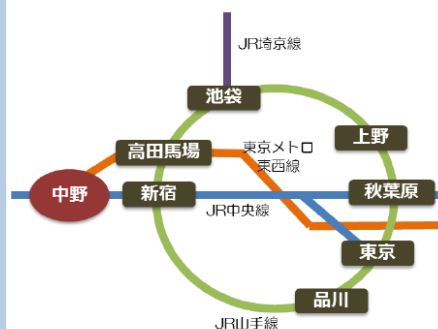 JR埼京線
池袋
上野
東京メトロ
東西線
高田馬場
中野
新宿
秋葉原
JR中央線
東京
品川
JR山手線